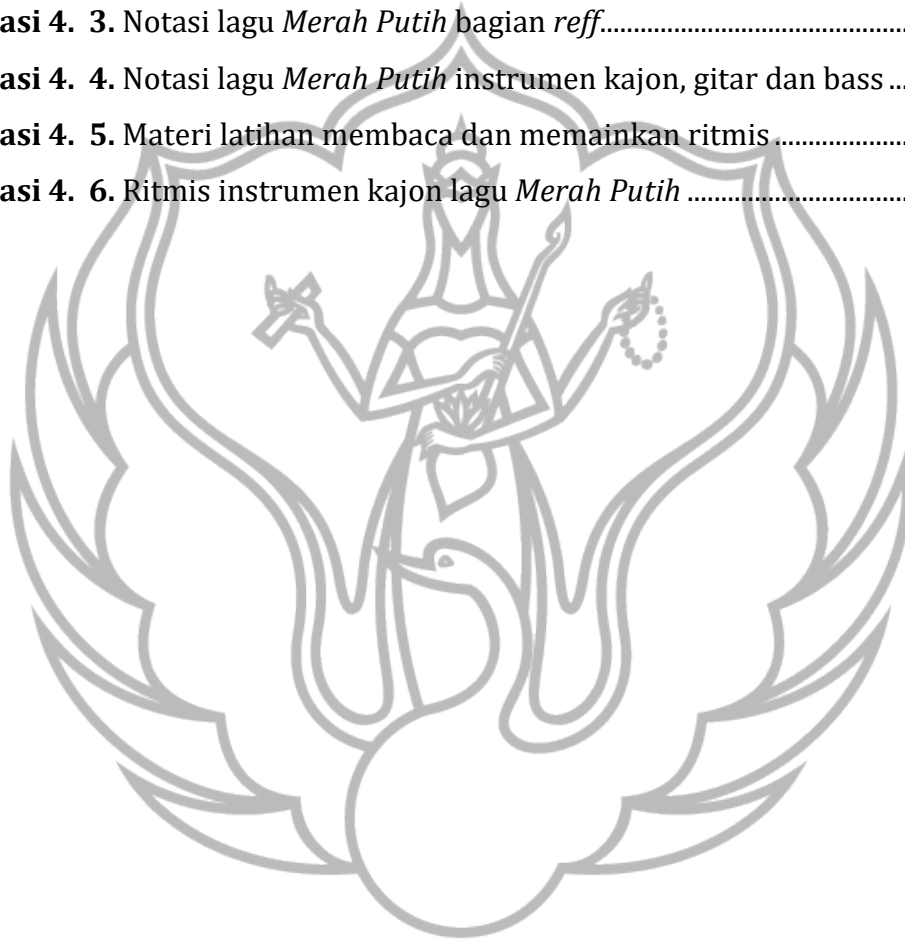 asi 4. 3. Notasi lagu Merah Putih bagian reff..............................................
asi 4. 4. Notasi lagu Merah Putih instrumen kajon, gitar dan bass ...
asi 4. 5. Materi latihan membaca dan memainkan ritmis ....................
asi 4. 6. Ritmis instrumen kajon lagu Merah Putih .................................